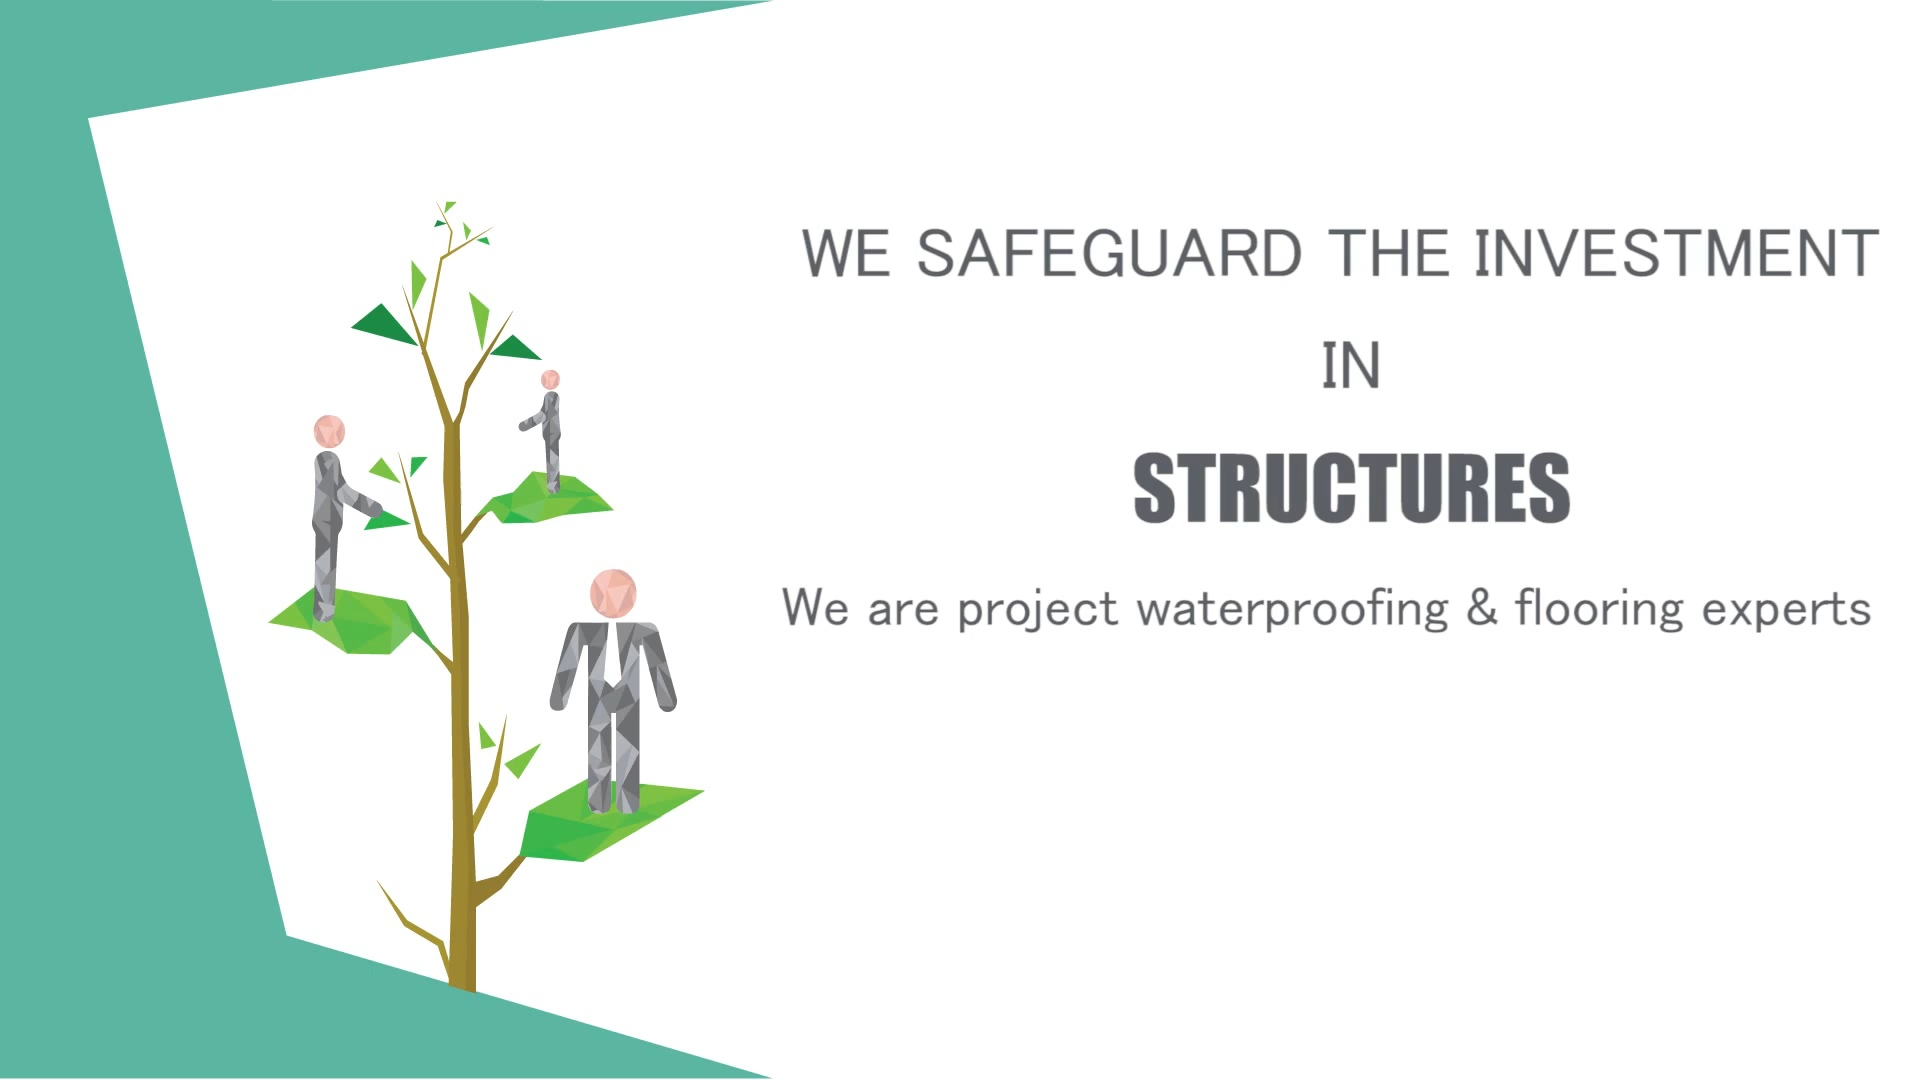 WE SAFEGUARD THE INVESTMENT
IN
STRUCTURES
We are project waterproofing & flooring experts